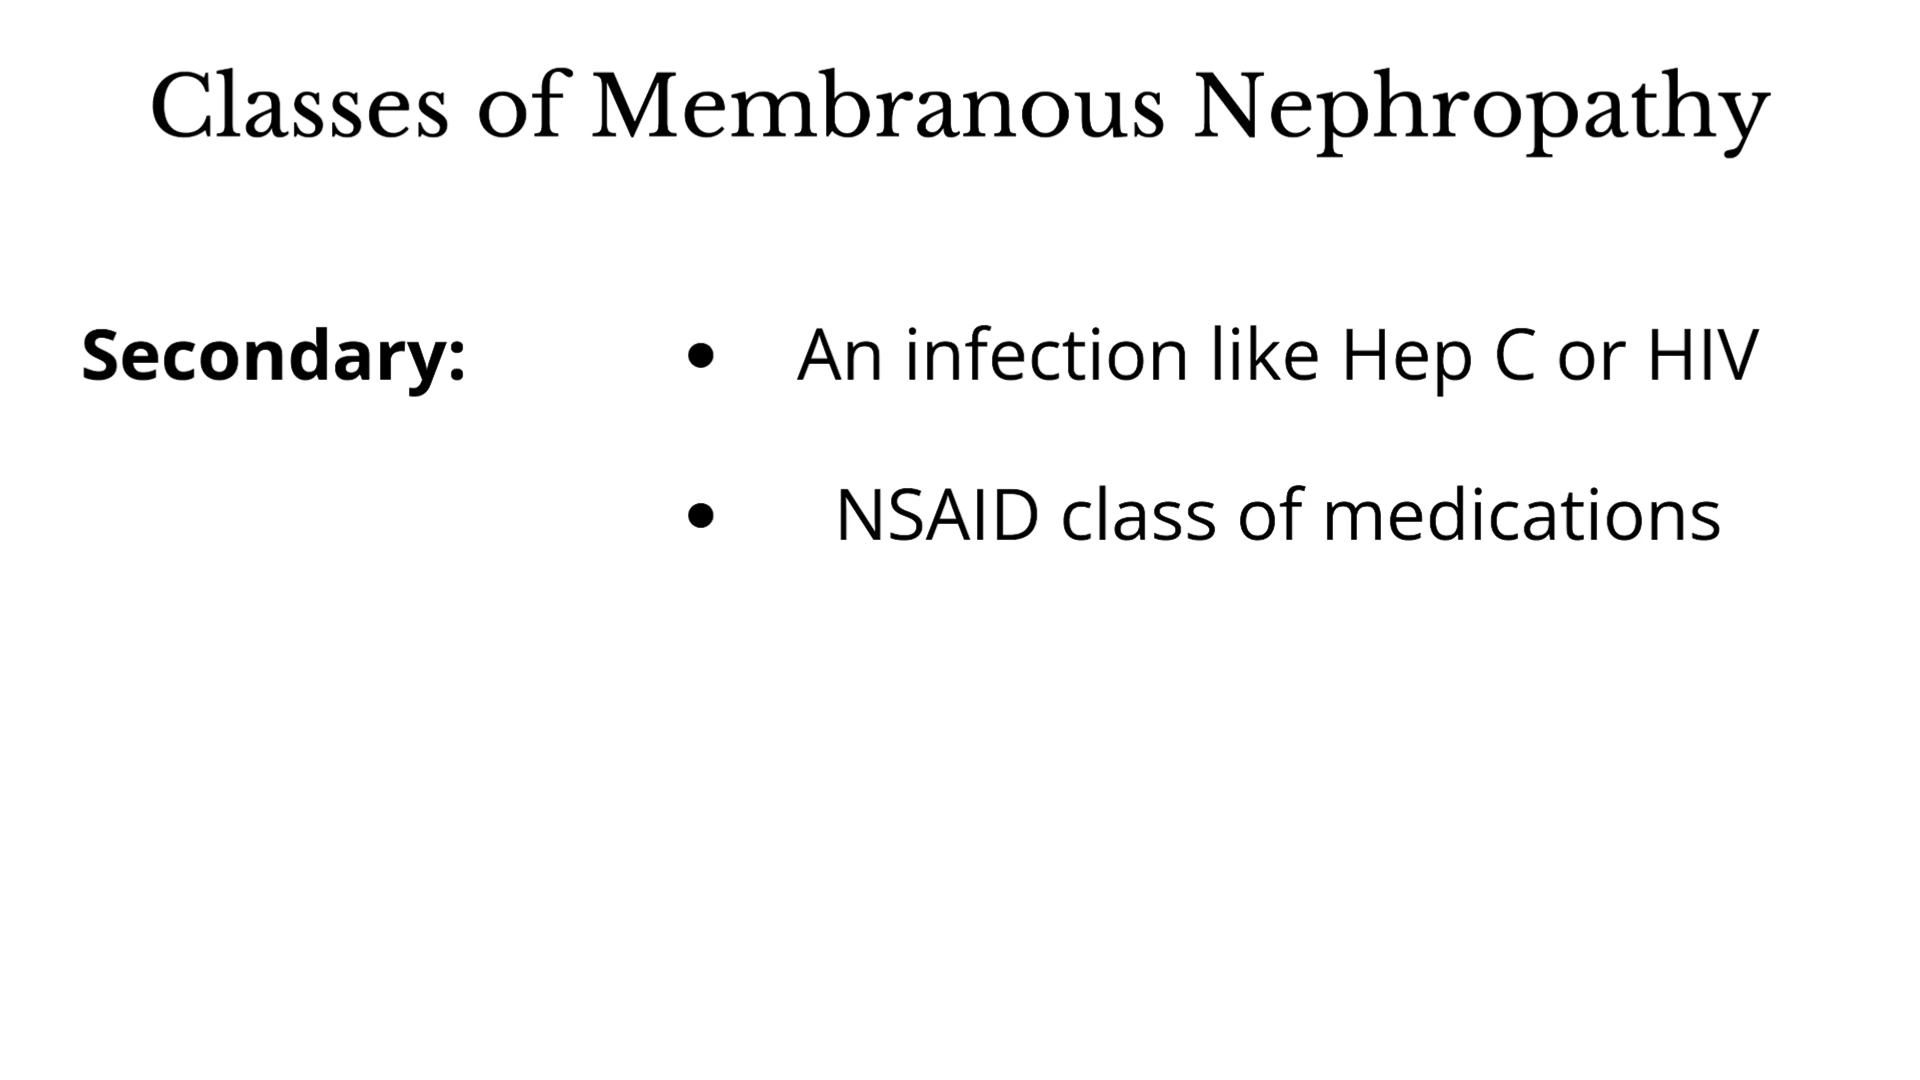 Classes of Membranous Nephropathy
Secondary:
• An infection like Hep C or HIV
• NSAID class of medications